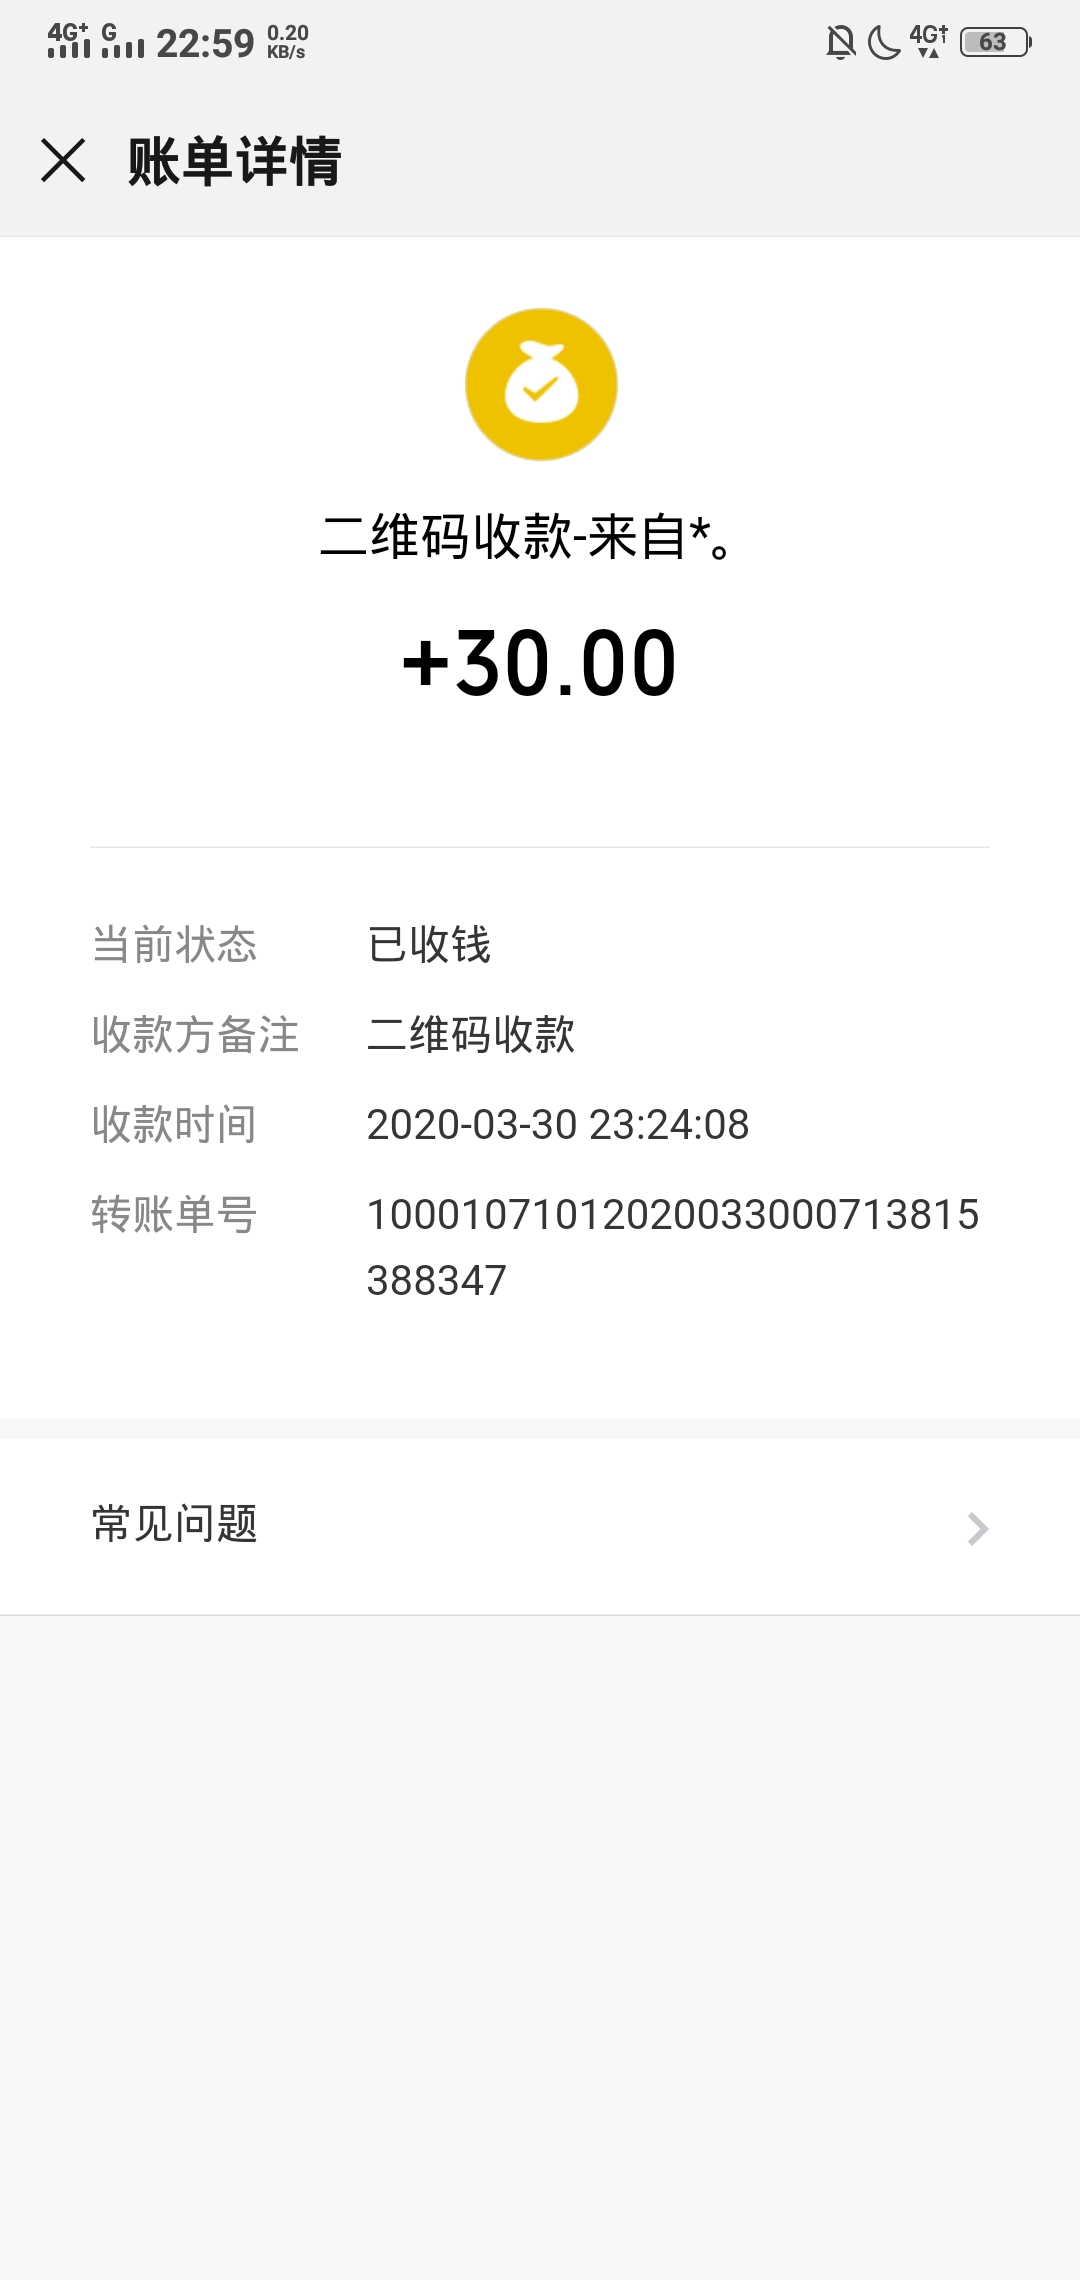 4G+ G 22:59 0.20 KB/s 4G+ 63
账单详情
二维码收款-来自*。
+30.00
当前状态 已收钱
收款方备注 二维码收款
收款时间 2020-03-30 23:24:08
转账单号 10001071012020033000713815
388347
常见问题